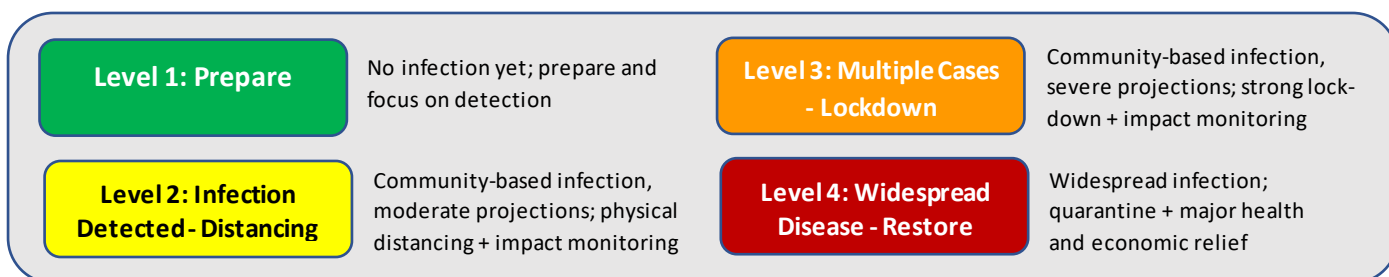 Level 1: Prepare
No infection yet; prepare and
focus on detection
Level 2: Infection
Detected - Distancing
Community-based infection,
moderate projections; physical
distancing + impact monitoring
Level 3: Multiple Cases
- Lockdown
Community-based infection,
severe projections; strong lock-
down + impact monitoring
Level 4: Widespread
Disease - Restore
Widespread infection;
quarantine + major health
and economic relief